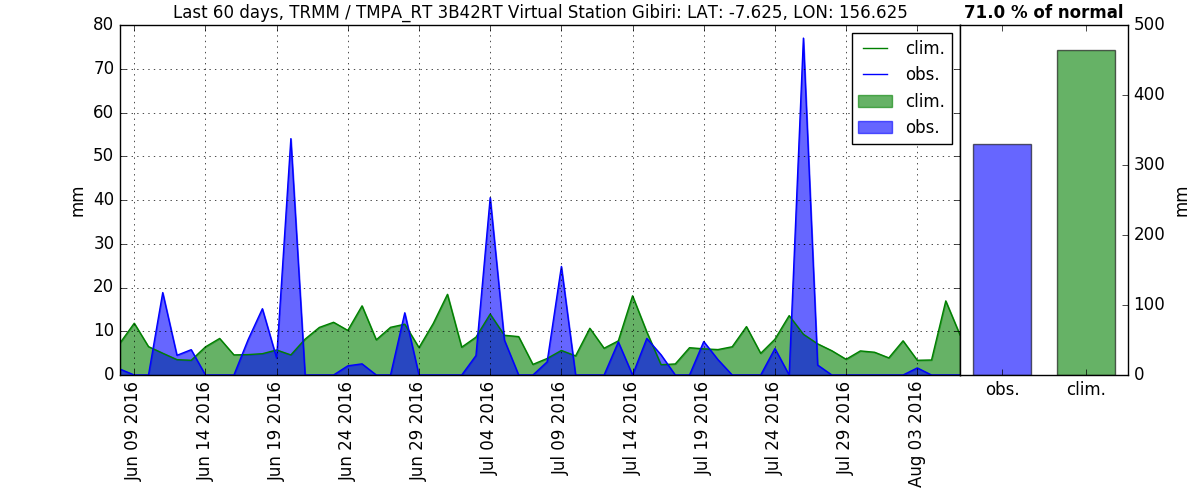 Last 60 days, TRMM / TMPA_RT 3B42RT Virtual Station Gibiri: LAT: -7.625, LON: 156.625
71.0 % of normal
80
70
60
50
40
30
20
10
0
mm
clim.
obs.
clim.
obs.
Jun 09 2016
Jun 14 2016
Jun 19 2016
Jun 24 2016
Jun 29 2016
Jul 04 2016
Jul 09 2016
Jul 14 2016
Jul 19 2016
Jul 24 2016
Jul 29 2016
Aug 03 2016
500
400
300
200
100
0
mm
obs.
clim.